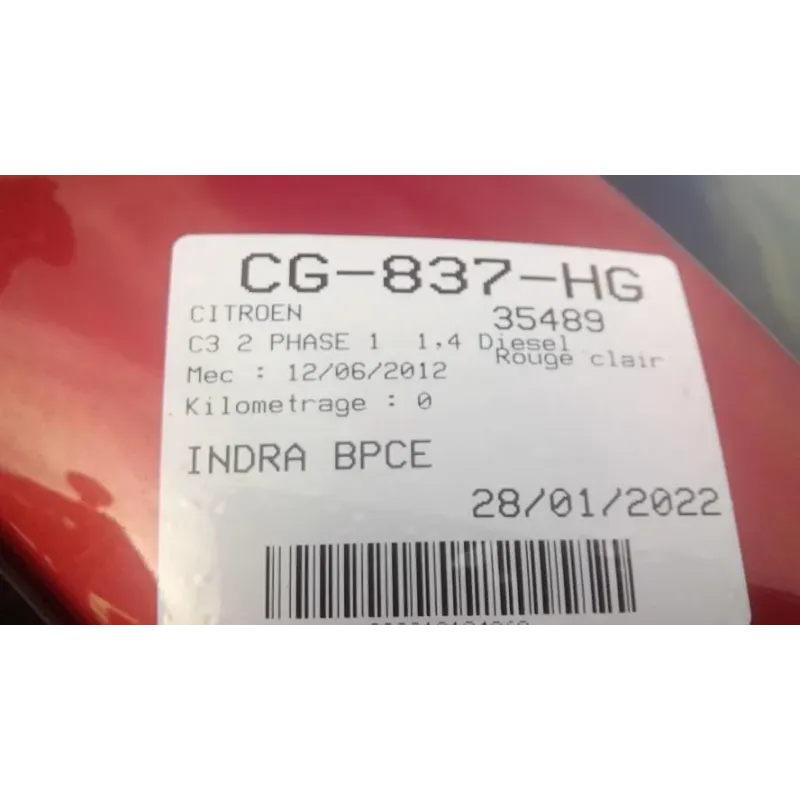 CG-837-HG
CITROEN 35489
C3 2 PHASE 1 1,4 Diesel
Rouge clair
Mec : 12/06/2012
Kilometrage : 0
INDRA BPCE
28/01/2022